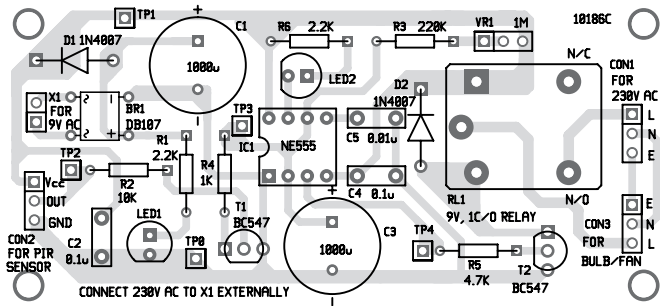 TP1
+
C1
1000u
-
R6
2.2K
R3
220K
VR1
1M
10186C
D1 1N4007
LED2
N/C
CON1
FOR
230V AC
L
N
E
X1
FOR
9V AC
~
~
+
-
BR1
DB107
TP3
IC1
NE555
D2
1N4007
C5 0.01u
R1
2.2K
R4
1K
TP2
R2
10K
C4 0.1u
RL1
9V, 1C/O RELAY
N/O
E
N
L
CON3
FOR
BULB/FAN
Vcc
OUT
GND
CON2
FOR PIR
SENSOR
C2
0.1u
LED1
T1
BC547
TP0
+
C3
1000u
-
TP4
R5
4.7K
T2
BC547
CONNECT 230V AC TO X1 EXTERNALLY